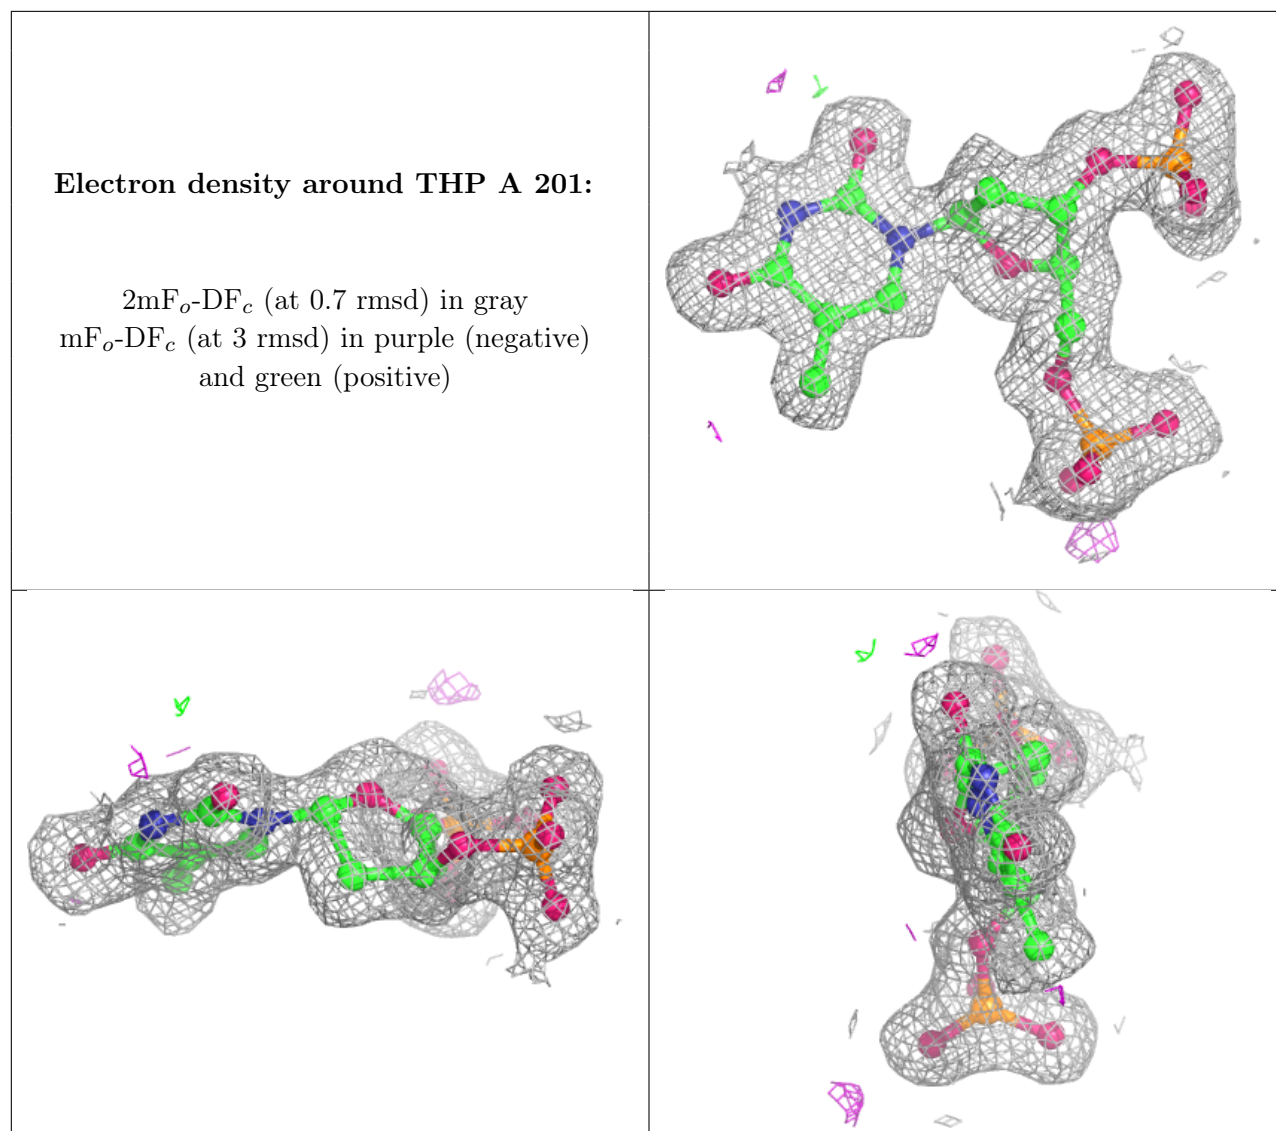 Electron density around THP A 201:
2mFo-DFc (at 0.7 rmsd) in gray
mFo-DFc (at 3 rmsd) in purple (negative)
and green (positive)